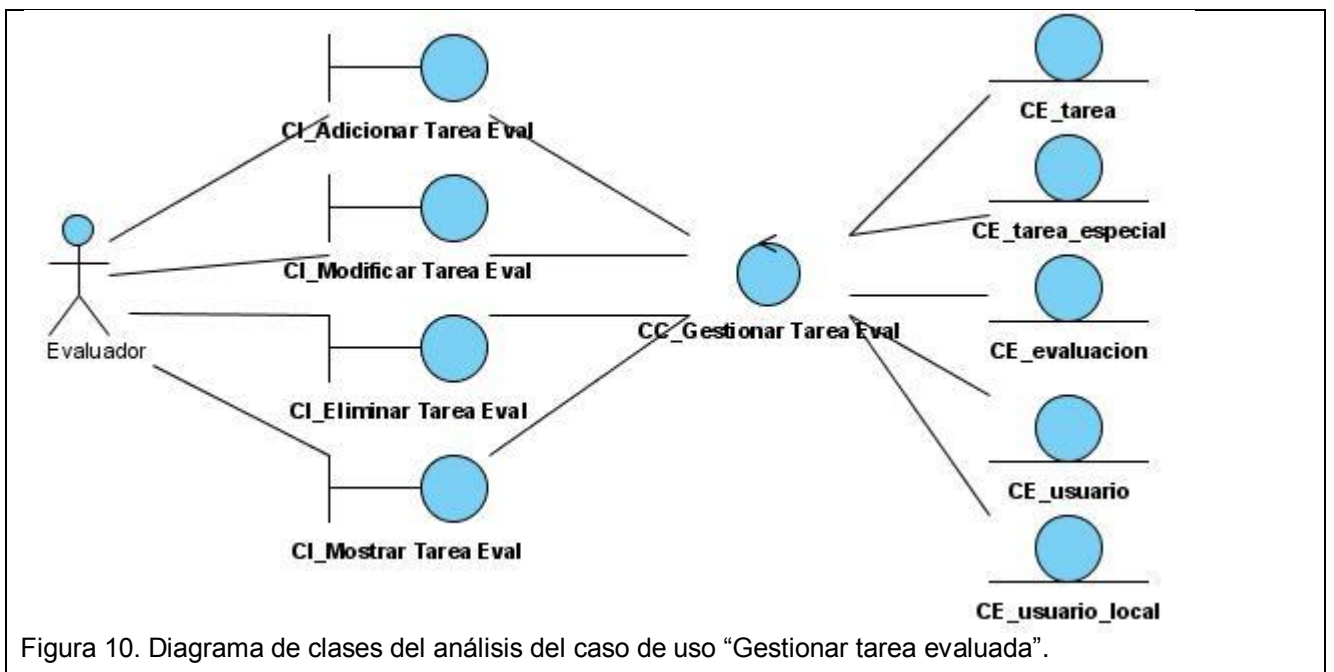 CI_Adicionar Tarea Eval
CI_Modificar Tarea Eval
Evaluador
CI_Eliminar Tarea Eval
CI_Mostrar Tarea Eval
CC_Gestionar Tarea Eval
CE_tarea
CE_tarea_especial
CE_evaluacion
CE_usuario
CE_usuario_local
Figura 10. Diagrama de clases del análisis del caso de uso “Gestionar tarea evaluada”.